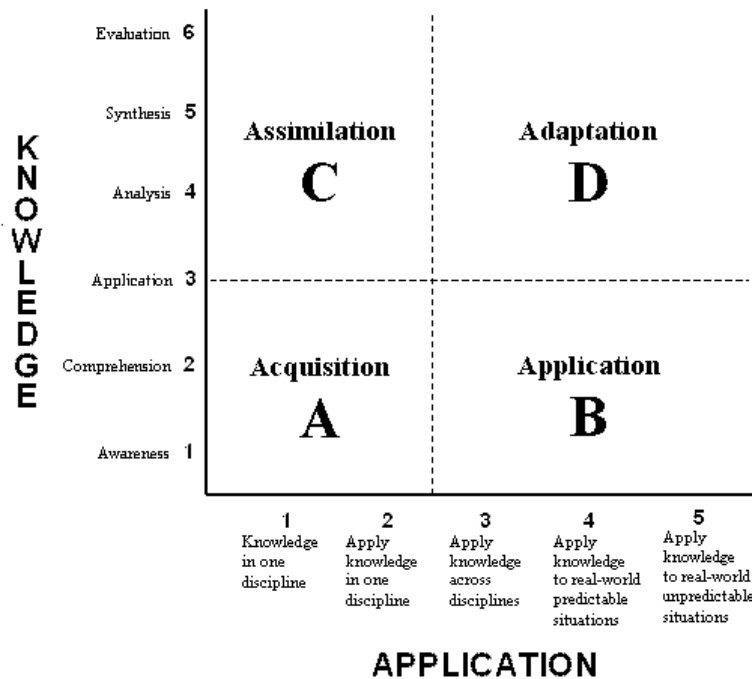 KNOWLEDGE
Evaluation 6
Synthesis 5
Analysis 4
Application 3
Comprehension 2
Awareness 1
Assimilation
C
Adaptation
D
Acquisition
A
Application
B
1
Knowledge
in one
discipline
2
Apply
knowledge
in one
discipline
3
Apply
knowledge
across
disciplines
4
Apply
knowledge
to real-world
predictable
situations
5
Apply
knowledge
to real-world
unpredictable
situations
APPLICATION